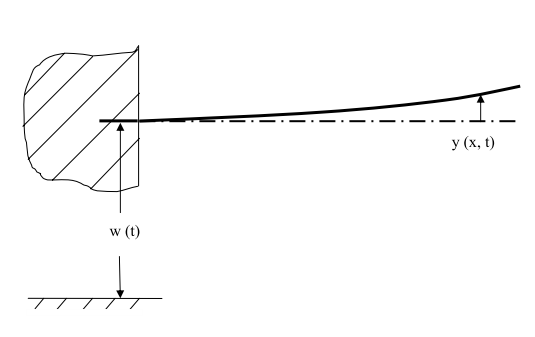 y (x, t)
w (t)